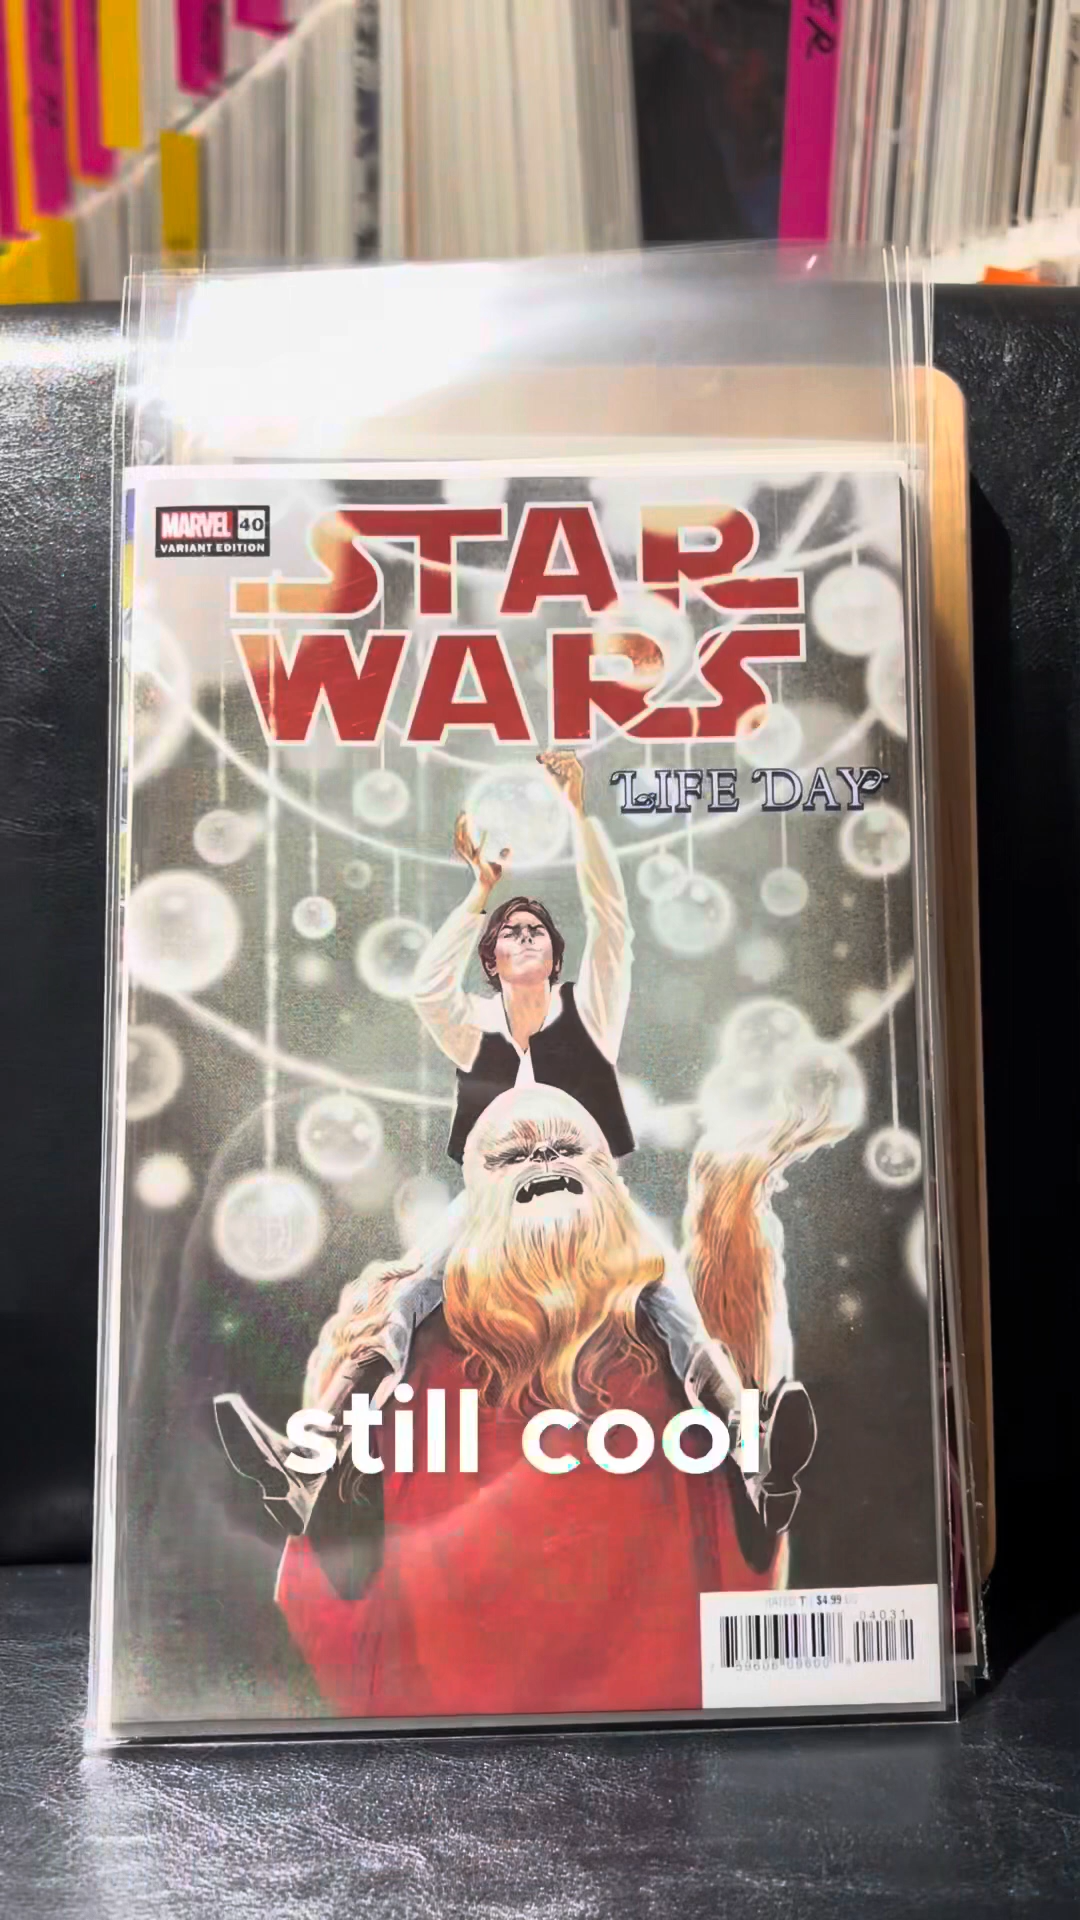 MARVEL 40
VARIANT EDITION
STAR
WARS
LIFE DAY
still cool
RATED T $4.99
04031